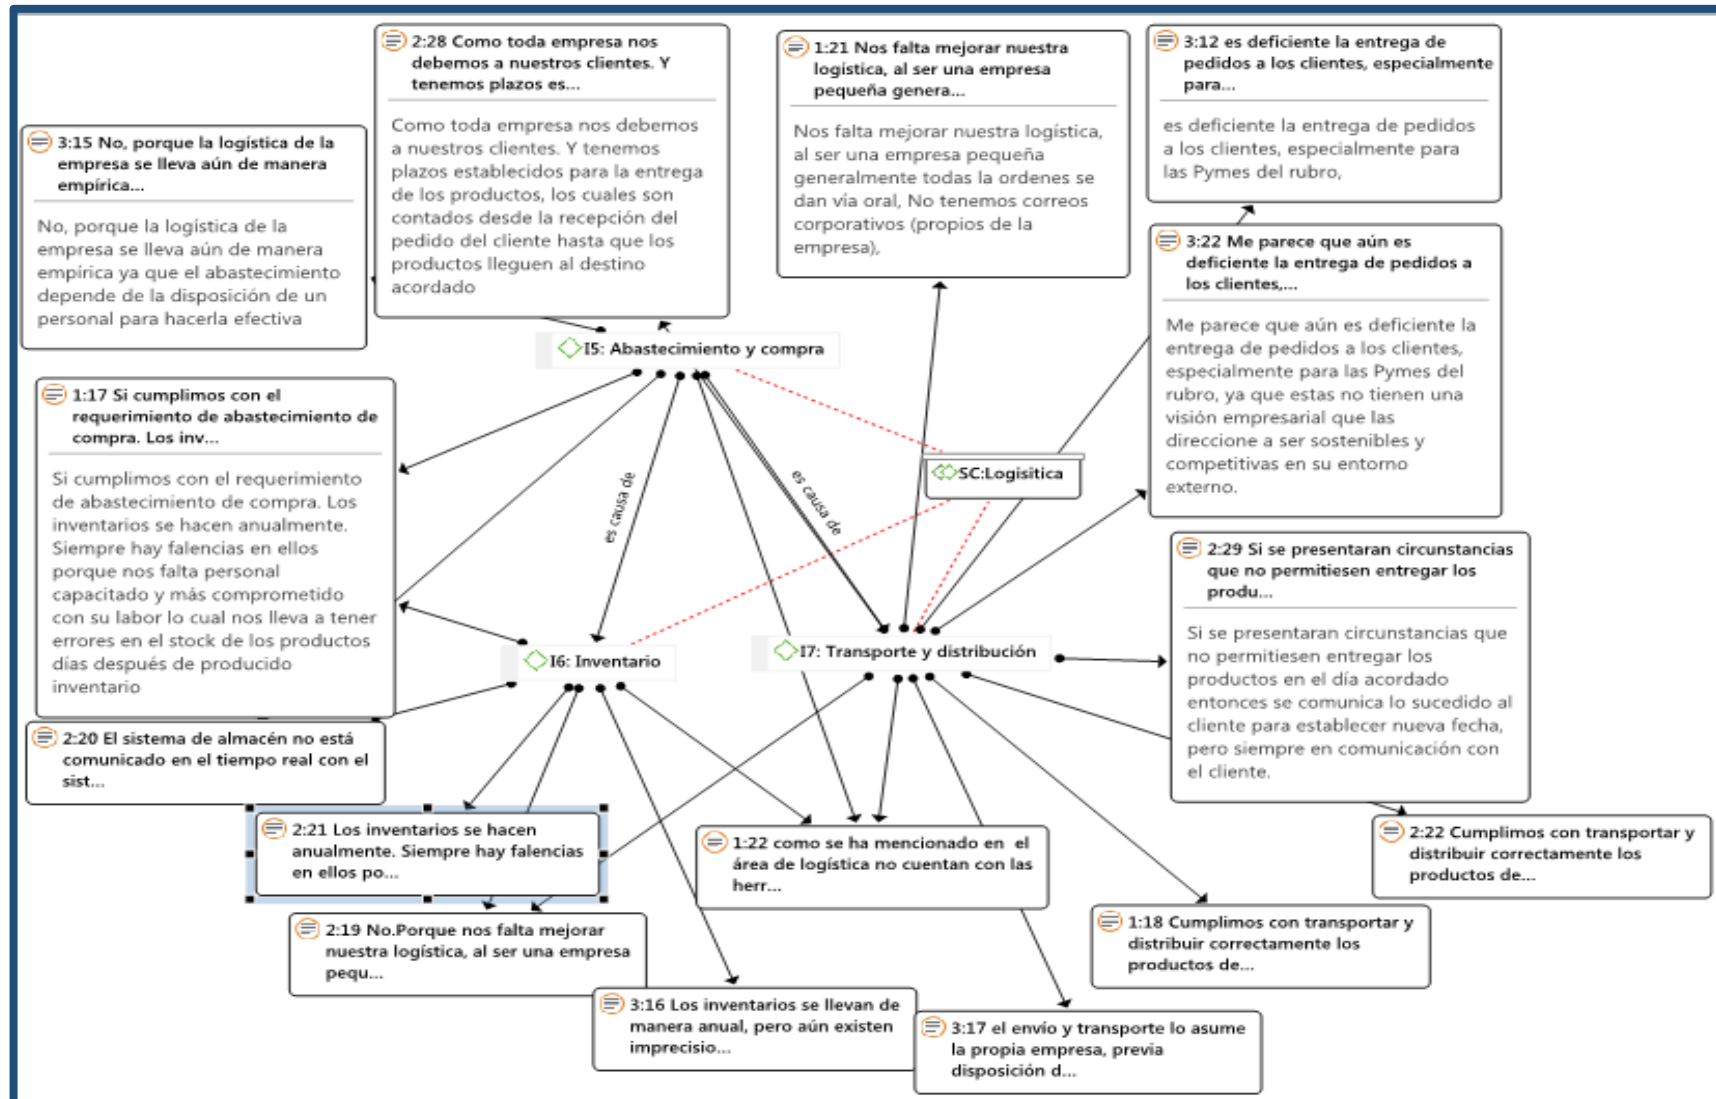 2:28 Como toda empresa nos
debemos a nuestros clientes. Y
tenemos plazos es...
Como toda empresa nos debemos
a nuestros clientes. Y tenemos
plazos establecidos para la entrega
de los productos, los cuales son
contados desde la recepción del
pedido del cliente hasta que los
productos lleguen al destino
acordado
1:21 Nos falta mejorar nuestra
logística, al ser una empresa
pequeña genera...
Nos falta mejorar nuestra logística,
al ser una empresa pequeña
generalmente todas la ordenes se
dan vía oral, No tenemos correos
corporativos (propios de la
empresa),
3:12 es deficiente la entrega de
pedidos a los clientes, especialmente
para...
es deficiente la entrega de pedidos
a los clientes, especialmente para
las Pymes del rubro,
3:15 No, porque la logística de la
empresa se lleva aún de manera
empírica...
No, porque la logística de la
empresa se lleva aún de manera
empírica ya que el abastecimiento
depende de la disposición de un
personal para hacerla efectiva
3:22 Me parece que aún es
deficiente la entrega de pedidos a
los clientes,...
Me parece que aún es deficiente la
entrega de pedidos a los clientes,
especialmente para las Pymes del
rubro, ya que estas no tienen una
visión empresarial que las
direccione a ser sostenibles y
competitivas en su entorno
externo.
I5: Abastecimiento y compra
1:17 Si cumplimos con el
requerimiento de abastecimiento de
compra. Los inv...
Si cumplimos con el requerimiento
de abastecimiento de compra. Los
inventarios se hacen anualmente.
Siempre hay falencias en ellos
porque nos falta personal
capacitado y más comprometido
con su labor lo cual nos lleva a tener
errores en el stock de los productos
días después de producido
inventario
es causa de
es causa de
SC:Logisitica
2:29 Si se presentaran circunstancias
que no permitiesen entregar los
produ...
Si se presentaran circunstancias que
no permitiesen entregar los
productos en el día acordado
entonces se comunica lo sucedido al
cliente para establecer nueva fecha,
pero siempre en comunicación con
el cliente.
I6: Inventario
I7: Transporte y distribución
2:20 El sistema de almacén no está
comunicado en el tiempo real con el
sist...
2:21 Los inventarios se hacen
anualmente. Siempre hay falencias
en ellos po...
1:22 como se ha mencionado en el
área de logística no cuentan con las
herr...
2:22 Cumplimos con transportar y
distribuir correctamente los
productos de...
2:19 No.Porque nos falta mejorar
nuestra logística, al ser una empresa
pequ...
1:18 Cumplimos con transportar y
distribuir correctamente los
productos de...
3:16 Los inventarios se llevan de
manera anual, pero aún existen
imprecisio...
3:17 el envío y transporte lo asume
la propia empresa, previa
disposición d...